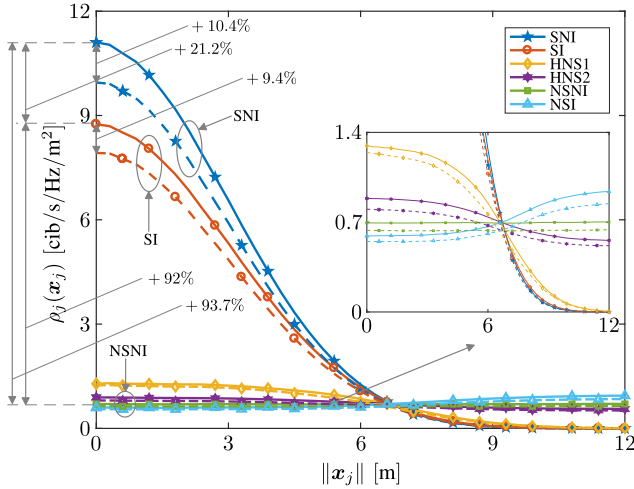 12
9
6
3
0
ρj(xj) [cib/s/Hz/m²]
0 3 6 9 12
∥xj∥ [m]
+ 10.4%
+ 21.2%
+ 9.4%
SNI
SI
+ 92%
+ 93.7%
NSNI
SNI
SI
HNS1
HNS2
NSNI
NSI
1.4
0.7
0
0 6 12